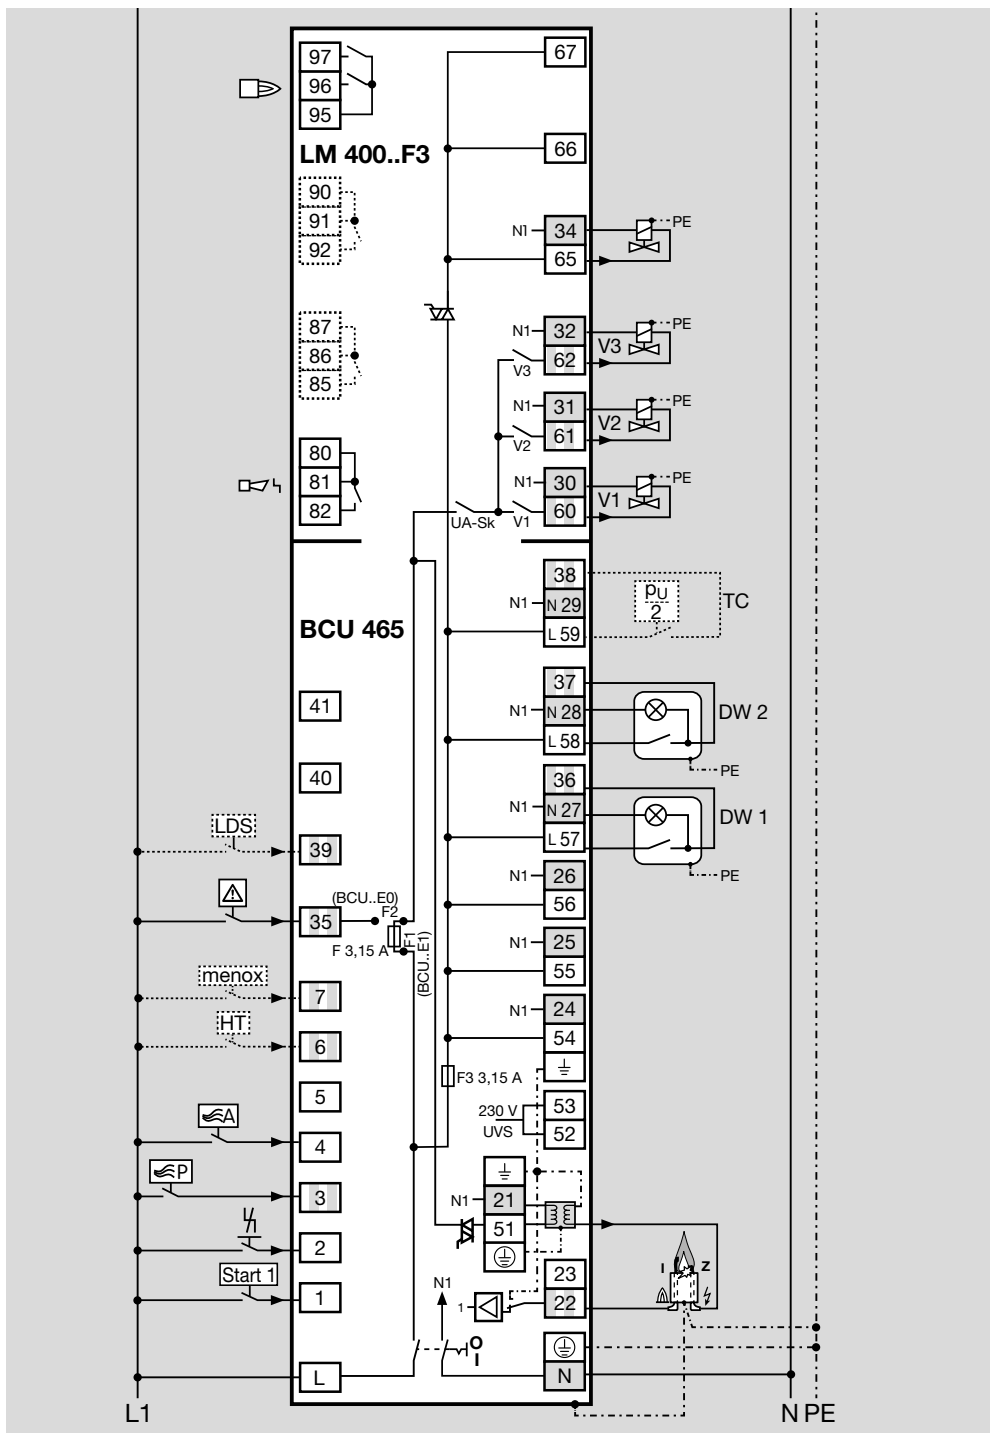 97
96
95
LM 400..F3
90
91
92
87
86
85
80
81
82
BCU 465
41
40
LDS
39
35
(BCU..E0)
F2
F1
F 3,15 A
(BCU..E1)
menox
7
HT
6
5
A
4
P
3
2
Start 1
1
L
L1
67
66
N1 34
65
PE
N1 32
62
V3
V3
PE
N1 31
61
V2
V2
PE
N1 30
60
V1
V1
PE
UA-Sk
38
N1 N 29
L 59
pU
2
TC
37
N1 N 28
L 58
DW 2
PE
36
N1 N 27
L 57
DW 1
PE
N1 26
56
N1 25
55
N1 24
54
F3 3,15 A
230 V
UVS
53
52
N1 21
51
23
22
1
N1
O
I
I
Z
N
N PE